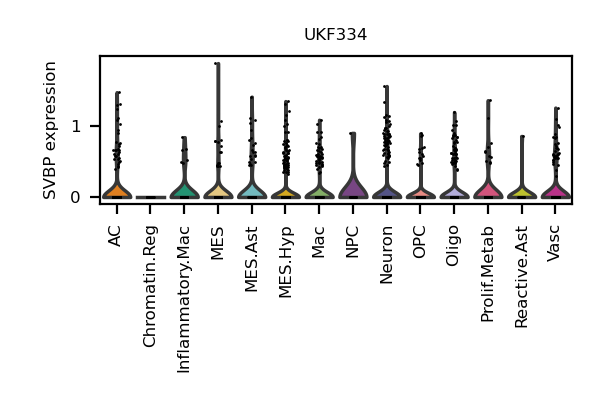 UKF334
SVBP expression
1
0
AC
Chromatin.Reg
Inflammatory.Mac
MES
MES.Ast
MES.Hyp
Mac
NPC
Neuron
OPC
Oligo
Prolif.Metab
Reactive.Ast
Vasc